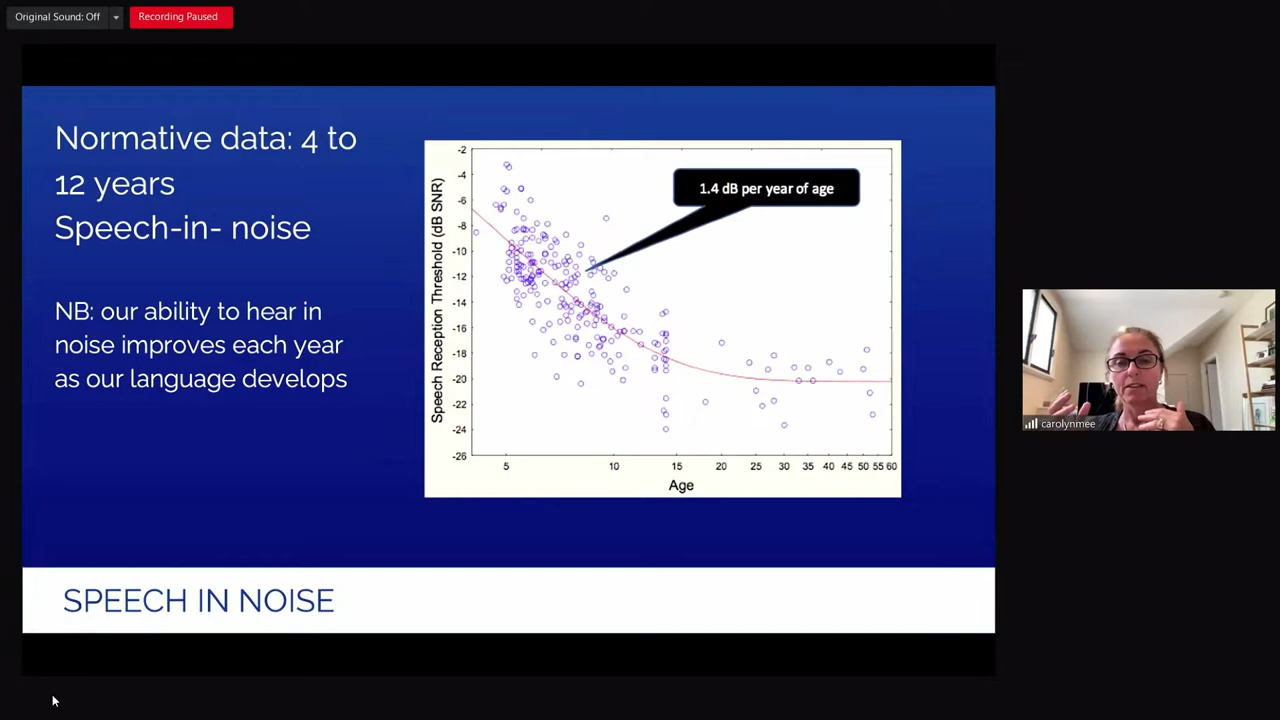 Original Sound: Off
Recording Paused
Normative data: 4 to
12 years
Speech-in- noise
NB: our ability to hear in
noise improves each year
as our language develops
Speech Reception Threshold (dB SNR)
-2
-4
-6
-8
-10
-12
-14
-16
-18
-20
-22
-24
-26
1.4 dB per year of age
5 10 15 20 25 30 35 40 45 50 55 60
Age
carolynmee
SPEECH IN NOISE